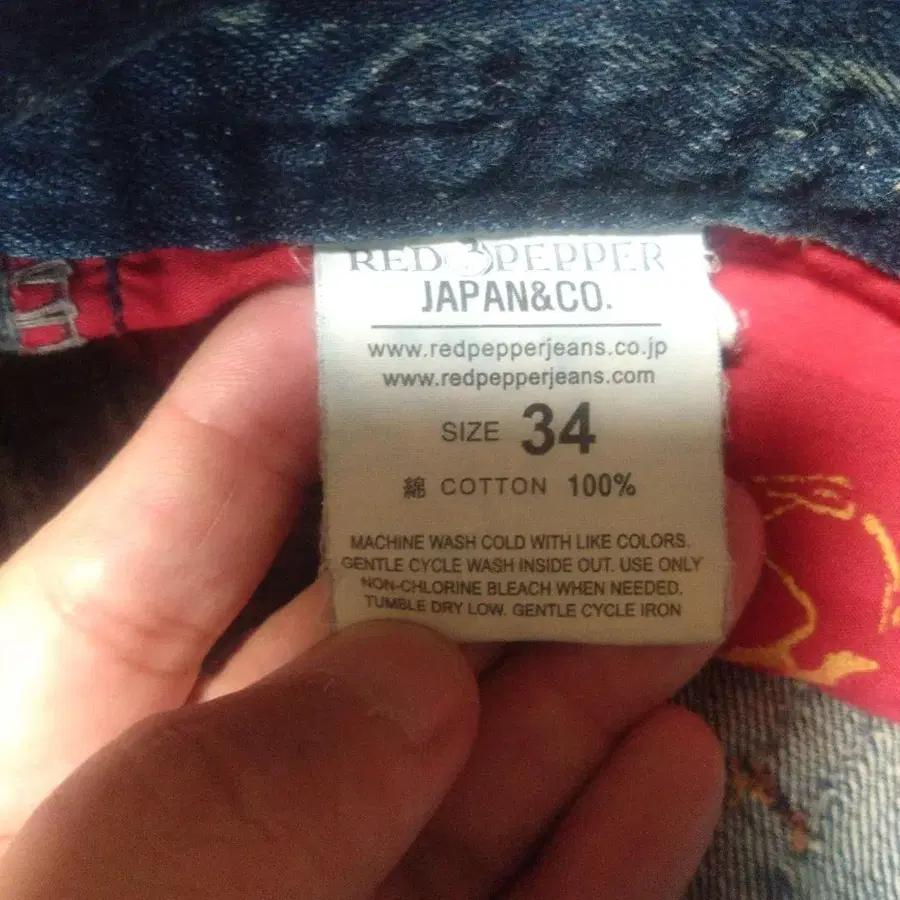 RED PEPPER
JAPAN&CO.
www.redpepperjeans.co.jp
www.redpepperjeans.com
SIZE 34
綿 COTTON 100%
MACHINE WASH COLD WITH LIKE COLORS.
GENTLE CYCLE WASH INSIDE OUT. USE ONLY
NON-CHLORINE BLEACH WHEN NEEDED.
TUMBLE DRY LOW. GENTLE CYCLE IRON